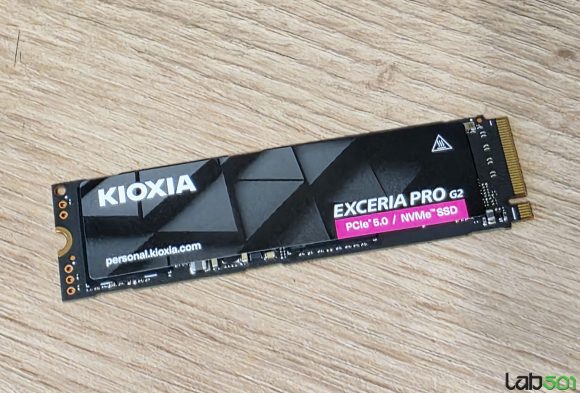 KIOXIA
personal.kioxia.com
EXCERIA PRO G2
PCIe® 5.0 / NVMe™ SSD
lab501